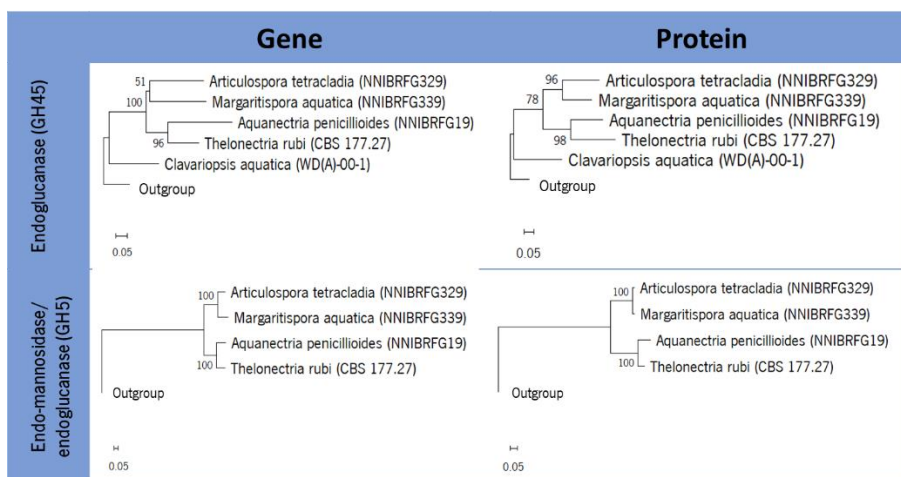 Gene
Protein
Endoglucanase (GH45)
51
100
96
Articulospora tetracladia (NNIBRFG329)
Margaritispora aquatica (NNIBRFG339)
Aquanectria penicillioides (NNIBRFG19)
Thelonectria rubi (CBS 177.27)
Clavariopsis aquatica (WD(A)-00-1)
Outgroup
0.05
96
78
98
Articulospora tetracladia (NNIBRFG329)
Margaritispora aquatica (NNIBRFG339)
Aquanectria penicillioides (NNIBRFG19)
Thelonectria rubi (CBS 177.27)
Clavariopsis aquatica (WD(A)-00-1)
Outgroup
0.05
Endo-mannosidase/
endoglucanase (GH5)
100
100
Articulospora tetracladia (NNIBRFG329)
Margaritispora aquatica (NNIBRFG339)
Aquanectria penicillioides (NNIBRFG19)
Thelonectria rubi (CBS 177.27)
Outgroup
0.05
100
100
Articulospora tetracladia (NNIBRFG329)
Margaritispora aquatica (NNIBRFG339)
Aquanectria penicillioides (NNIBRFG19)
Thelonectria rubi (CBS 177.27)
Outgroup
0.05